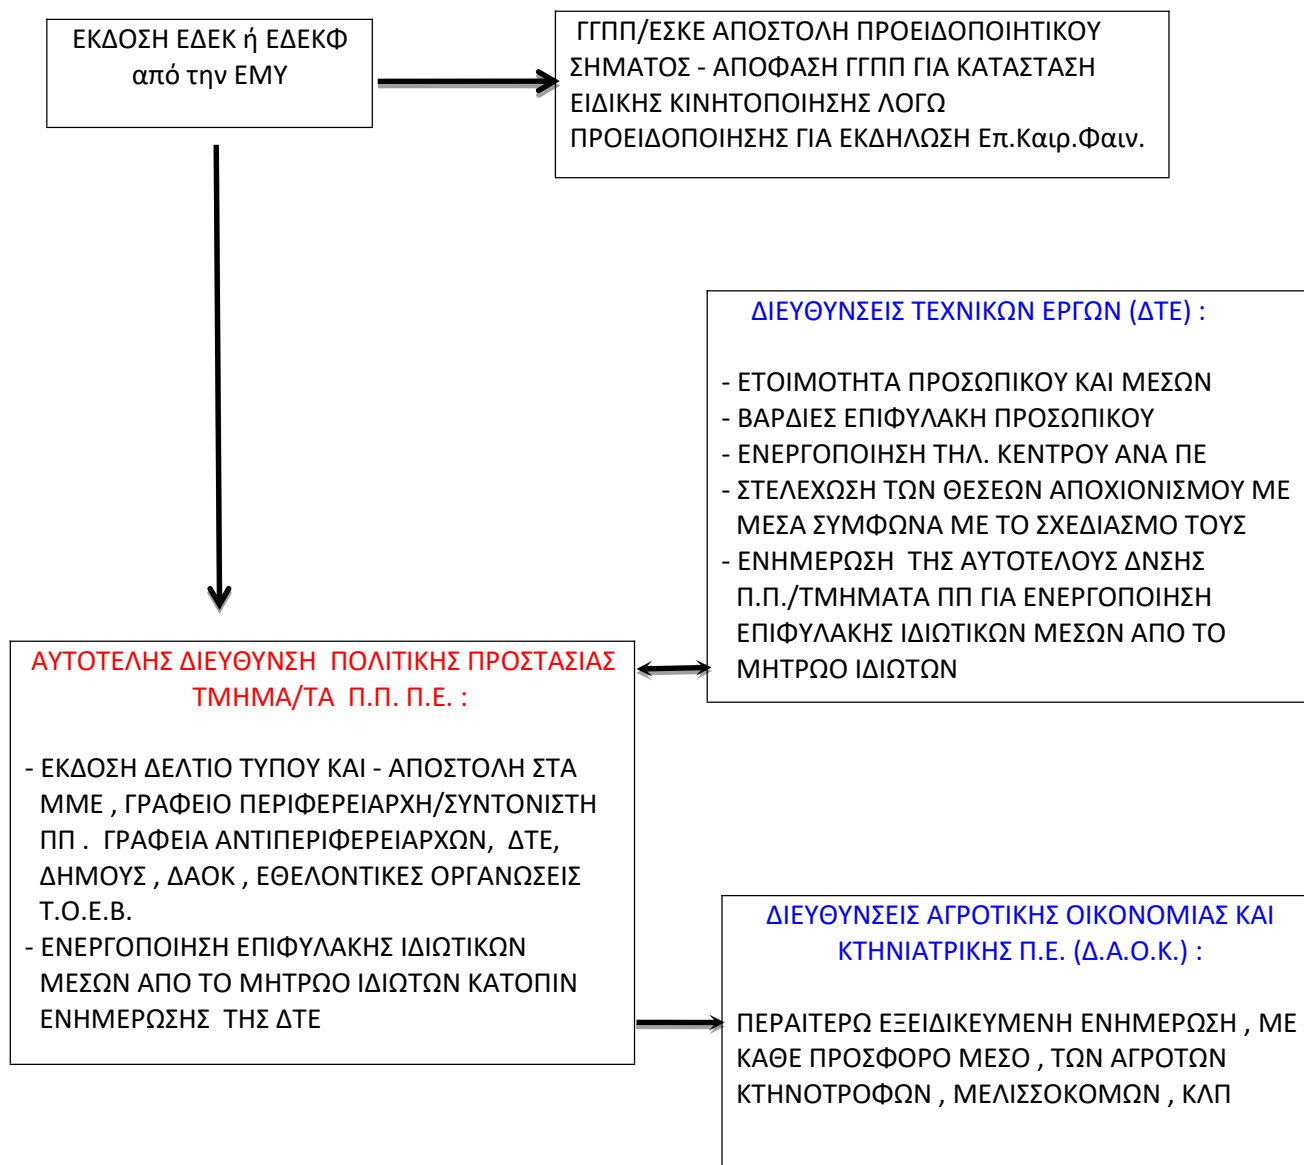 ΕΚΔΟΣΗ ΕΔΕΚ ή ΕΔΕΚΦ
από την ΕΜΥ
ΓΓΠΠ/ΕΣΚΕ ΑΠΟΣΤΟΛΗ ΠΡΟΕΙΔΟΠΟΙΗΤΙΚΟΥ
ΣΗΜΑΤΟΣ - ΑΠΟΦΑΣΗ ΓΓΠΠ ΓΙΑ ΚΑΤΑΣΤΑΣΗ
ΕΙΔΙΚΗΣ ΚΙΝΗΤΟΠΟΙΗΣΗΣ ΛΟΓΩ
ΠΡΟΕΙΔΟΠΟΙΗΣΗΣ ΓΙΑ ΕΚΔΗΛΩΣΗ Επ.Καιρ.Φαιν.
ΔΙΕΥΘΥΝΣΕΙΣ ΤΕΧΝΙΚΩΝ ΕΡΓΩΝ (ΔΤΕ) :
- ΕΤΟΙΜΟΤΗΤΑ ΠΡΟΣΩΠΙΚΟΥ ΚΑΙ ΜΕΣΩΝ
- ΒΑΡΔΙΕΣ ΕΠΙΦΥΛΑΚΗ ΠΡΟΣΩΠΙΚΟΥ
- ΕΝΕΡΓΟΠΟΙΗΣΗ ΤΗΛ. ΚΕΝΤΡΟΥ ΑΝΑ ΠΕ
- ΣΤΕΛΕΧΩΣΗ ΤΩΝ ΘΕΣΕΩΝ ΑΠΟΧΙΟΝΙΣΜΟΥ ΜΕ
ΜΕΣΑ ΣΥΜΦΩΝΑ ΜΕ ΤΟ ΣΧΕΔΙΑΣΜΟ ΤΟΥΣ
- ΕΝΗΜΕΡΩΣΗ ΤΗΣ ΑΥΤΟΤΕΛΟΥΣ ΔΝΣΗΣ
Π.Π./ΤΜΗΜΑΤΑ ΠΠ ΓΙΑ ΕΝΕΡΓΟΠΟΙΗΣΗ
ΕΠΙΦΥΛΑΚΗΣ ΙΔΙΩΤΙΚΩΝ ΜΕΣΩΝ ΑΠΟ ΤΟ
ΜΗΤΡΩΟ ΙΔΙΩΤΩΝ
ΑΥΤΟΤΕΛΗΣ ΔΙΕΥΘΥΝΣΗ ΠΟΛΙΤΙΚΗΣ ΠΡΟΣΤΑΣΙΑΣ
ΤΜΗΜΑ/ΤΑ Π.Π. Π.Ε. :
- ΕΚΔΟΣΗ ΔΕΛΤΙΟ ΤΥΠΟΥ ΚΑΙ - ΑΠΟΣΤΟΛΗ ΣΤΑ
ΜΜΕ , ΓΡΑΦΕΙΟ ΠΕΡΙΦΕΡΕΙΑΡΧΗ/ΣΥΝΤΟΝΙΣΤΗ
ΠΠ . ΓΡΑΦΕΙΑ ΑΝΤΙΠΕΡΙΦΕΡΕΙΑΡΧΩΝ, ΔΤΕ,
ΔΗΜΟΥΣ , ΔΑΟΚ , ΕΘΕΛΟΝΤΙΚΕΣ ΟΡΓΑΝΩΣΕΙΣ
Τ.Ο.Ε.Β.
- ΕΝΕΡΓΟΠΟΙΗΣΗ ΕΠΙΦΥΛΑΚΗΣ ΙΔΙΩΤΙΚΩΝ
ΜΕΣΩΝ ΑΠΟ ΤΟ ΜΗΤΡΩΟ ΙΔΙΩΤΩΝ ΚΑΤΟΠΙΝ
ΕΝΗΜΕΡΩΣΗΣ ΤΗΣ ΔΤΕ
ΔΙΕΥΘΥΝΣΕΙΣ ΑΓΡΟΤΙΚΗΣ ΟΙΚΟΝΟΜΙΑΣ ΚΑΙ
ΚΤΗΝΙΑΤΡΙΚΗΣ Π.Ε. (Δ.Α.Ο.Κ.) :
ΠΕΡΑΙΤΕΡΩ ΕΞΕΙΔΙΚΕΥΜΕΝΗ ΕΝΗΜΕΡΩΣΗ , ΜΕ
ΚΑΘΕ ΠΡΟΣΦΟΡΟ ΜΕΣΟ , ΤΩΝ ΑΓΡΟΤΩΝ
ΚΤΗΝΟΤΡΟΦΩΝ , ΜΕΛΙΣΣΟΚΟΜΩΝ , ΚΛΠ